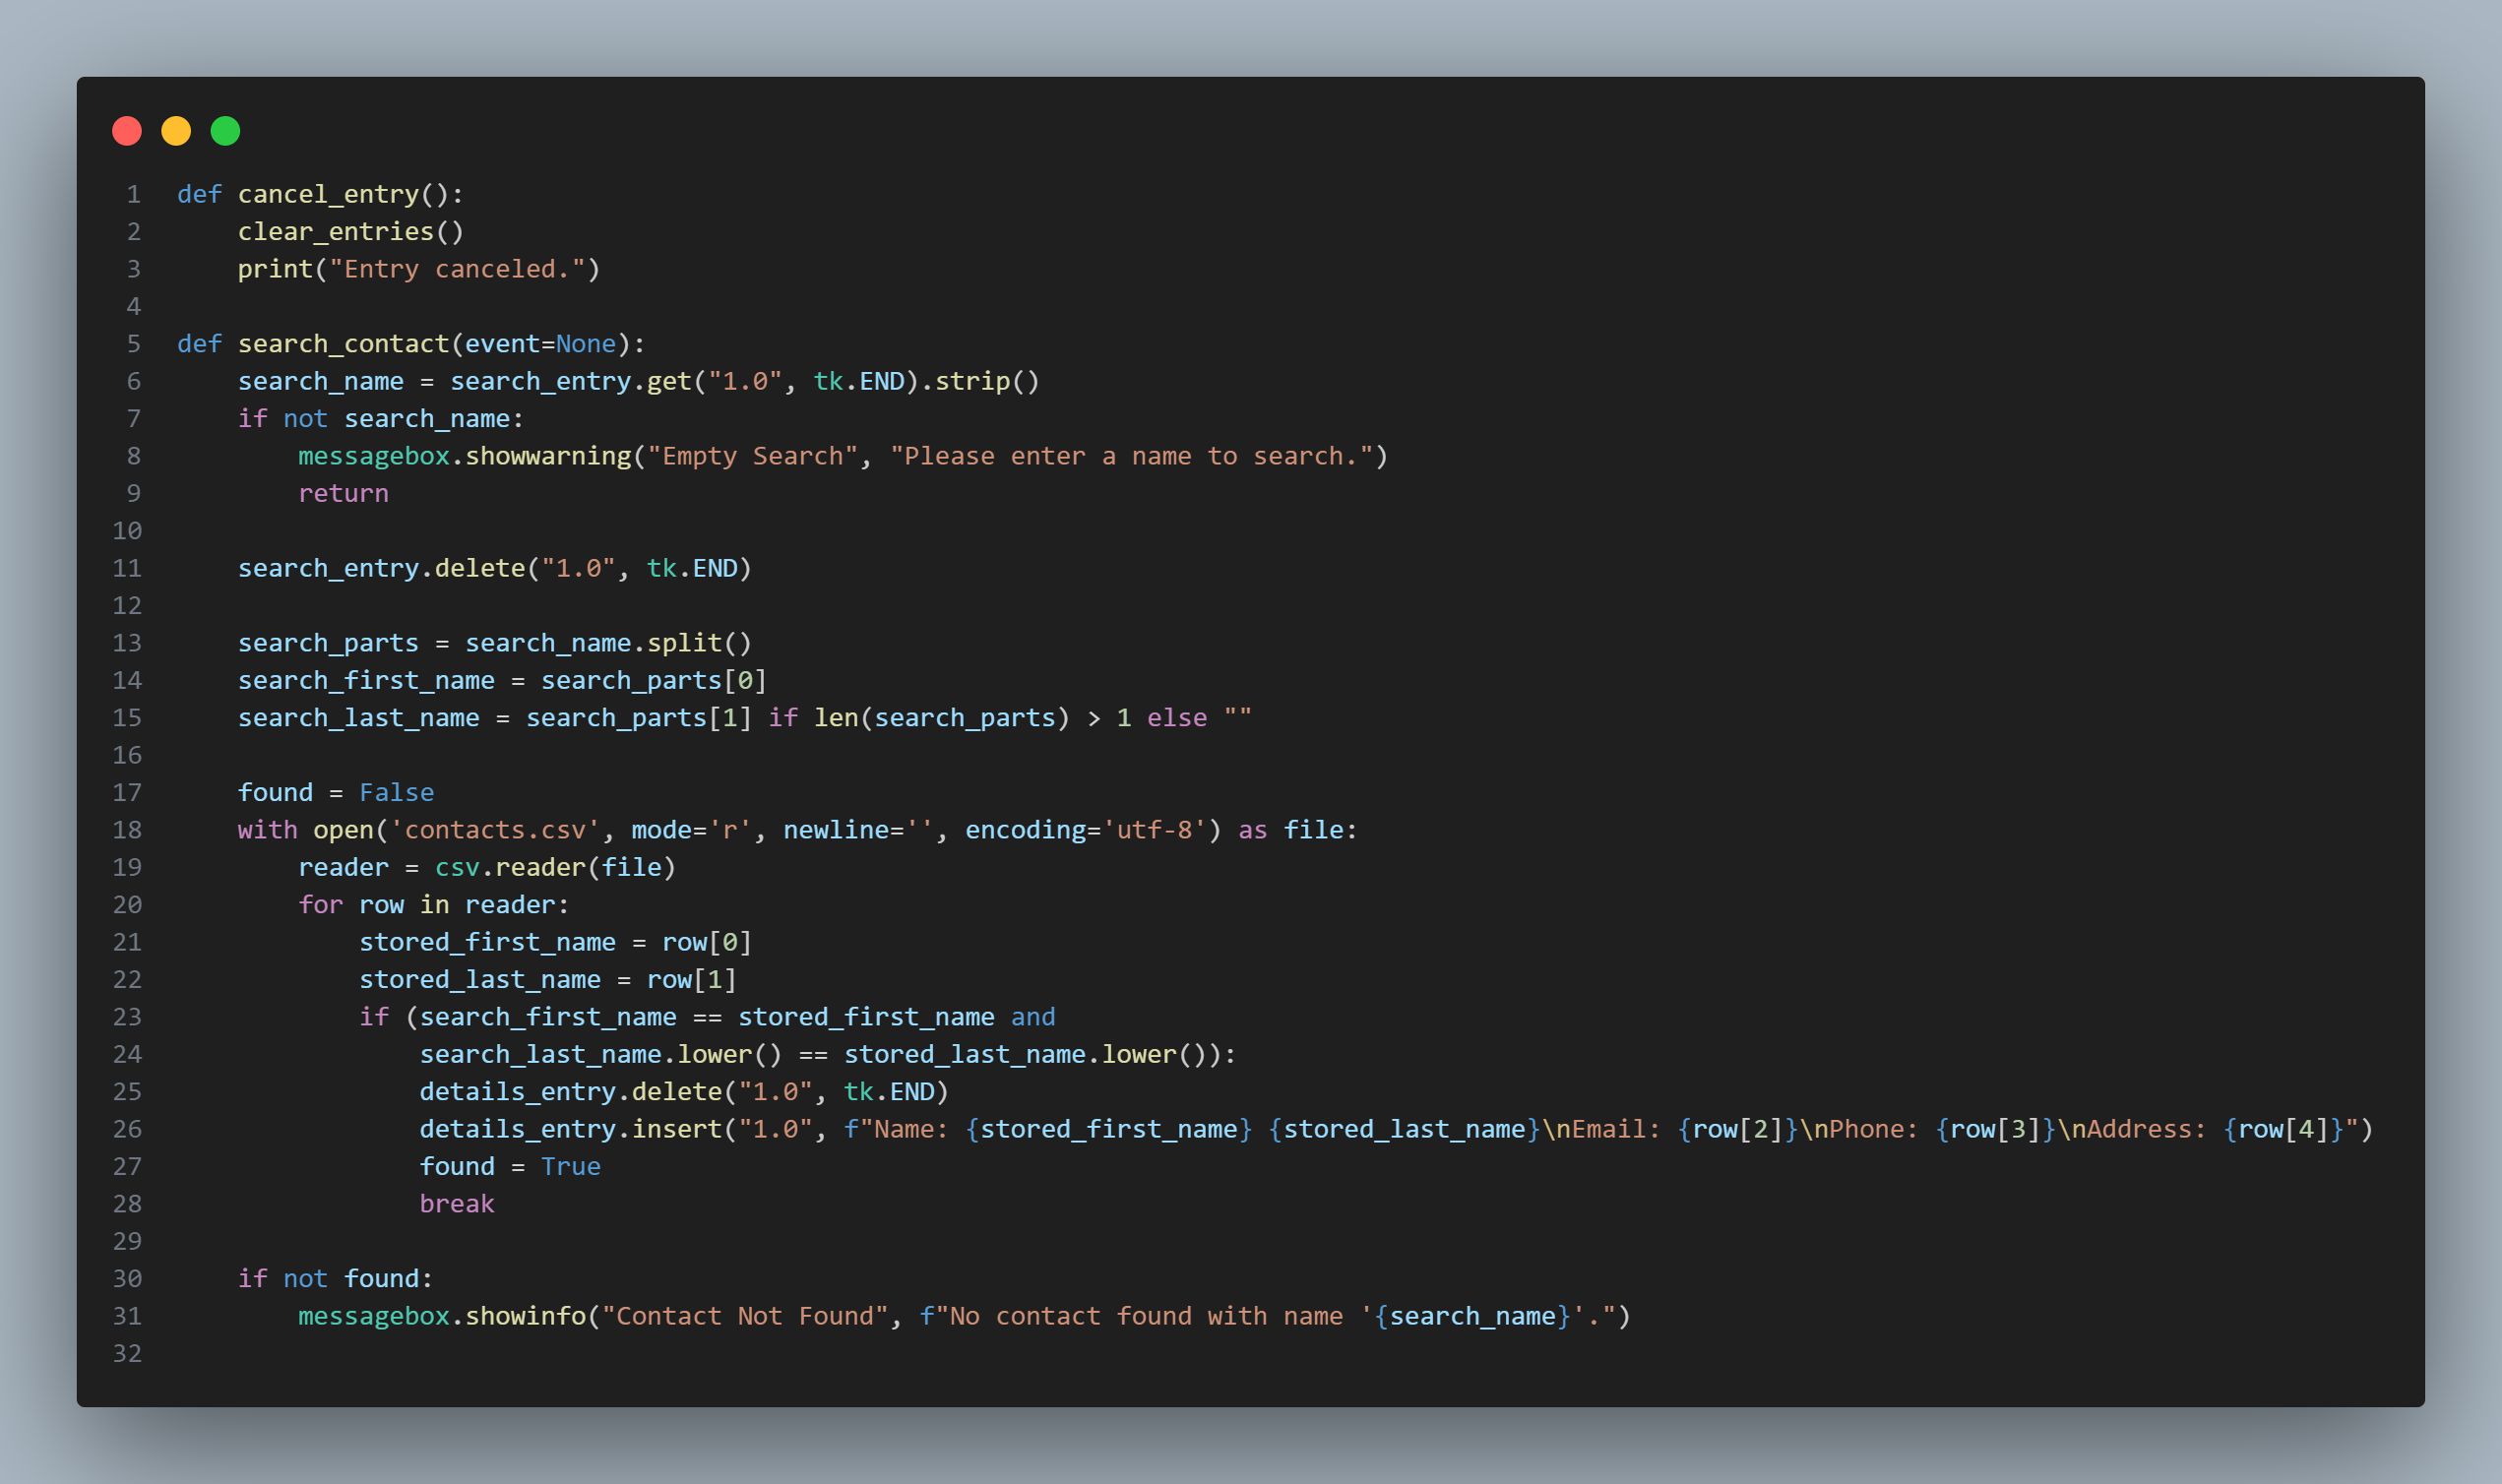 1 def cancel_entry():
2     clear_entries()
3     print("Entry canceled.")
4
5 def search_contact(event=None):
6     search_name = search_entry.get("1.0", tk.END).strip()
7     if not search_name:
8         messagebox.showwarning("Empty Search", "Please enter a name to search.")
9         return
10
11     search_entry.delete("1.0", tk.END)
12
13     search_parts = search_name.split()
14     search_first_name = search_parts[0]
15     search_last_name = search_parts[1] if len(search_parts) > 1 else ""
16
17     found = False
18     with open('contacts.csv', mode='r', newline='', encoding='utf-8') as file:
19         reader = csv.reader(file)
20         for row in reader:
21             stored_first_name = row[0]
22             stored_last_name = row[1]
23             if (search_first_name == stored_first_name and
24                 search_last_name.lower() == stored_last_name.lower()):
25                 details_entry.delete("1.0", tk.END)
26                 details_entry.insert("1.0", f"Name: {stored_first_name} {stored_last_name}\nEmail: {row[2]}\nPhone: {row[3]}\nAddress: {row[4]}")
27                 found = True
28                 break
29
30     if not found:
31         messagebox.showinfo("Contact Not Found", f"No contact found with name '{search_name}'.")
32